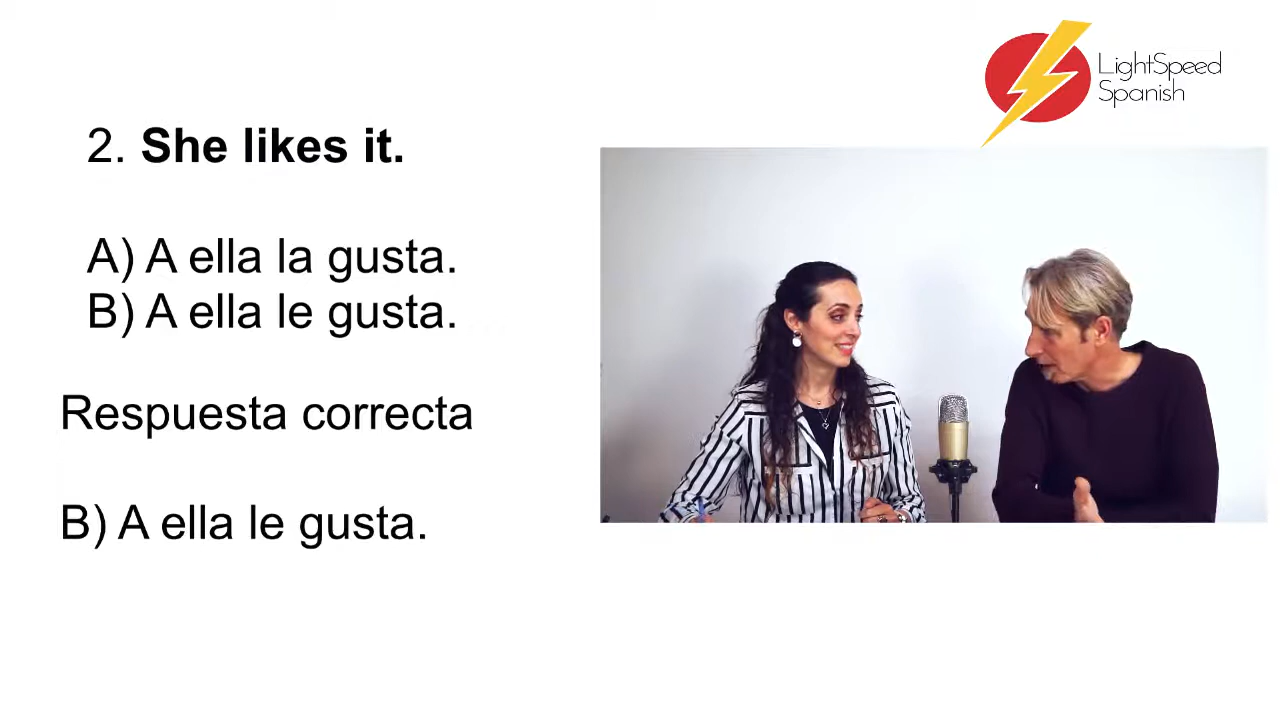 LightSpeed
Spanish
2. She likes it.
A) A ella la gusta.
B) A ella le gusta.
Respuesta correcta
B) A ella le gusta.